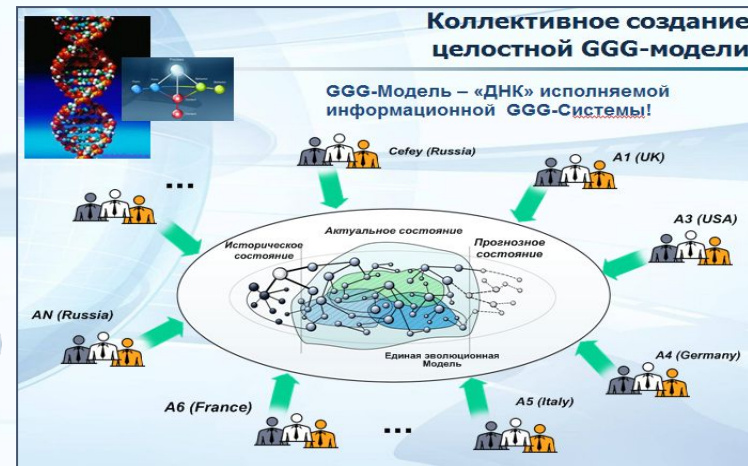 Коллективное создание
целостной GGG-модели
GGG-Модель – «ДНК» исполняемой
информационной GGG-Системы!
Cefey (Russia)
A1 (UK)
...
A3 (USA)
Историческое
состояние
Актуальное состояние
Прогнозное
состояние
AN (Russia)
Единая эволюционная
Модель
A4 (Germany)
A6 (France)
...
A5 (Italy)